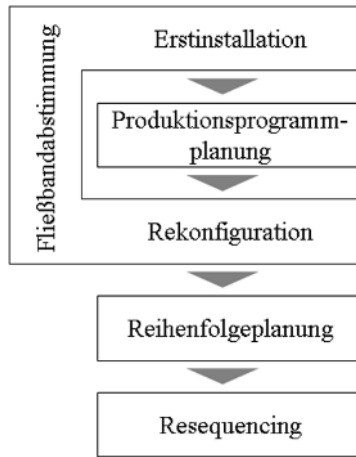 Fließbandabstimmung
Erstinstallation
Produktionsprogramm-
planung
Rekonfiguration
Reihenfolgeplanung
Resequencing